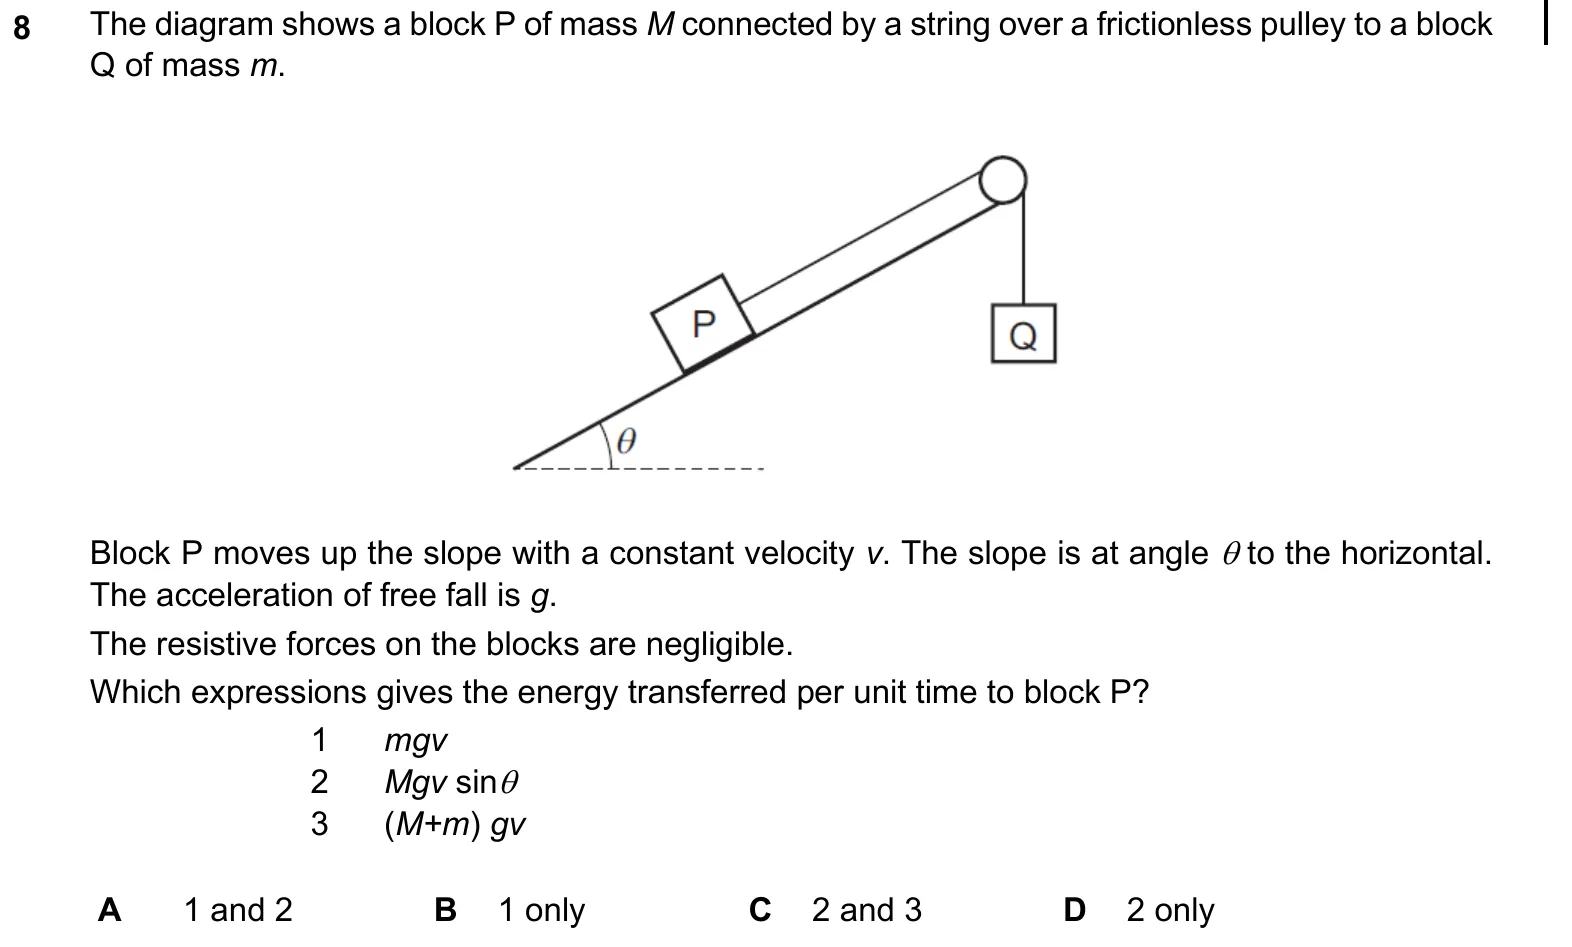 8 The diagram shows a block P of mass M connected by a string over a frictionless pulley to a block
Q of mass m.
P
Q
θ
Block P moves up the slope with a constant velocity v. The slope is at angle θ to the horizontal.
The acceleration of free fall is g.
The resistive forces on the blocks are negligible.
Which expressions gives the energy transferred per unit time to block P?
1 mgv
2 Mgv sinθ
3 (M+m) gv
A 1 and 2 B 1 only C 2 and 3 D 2 only